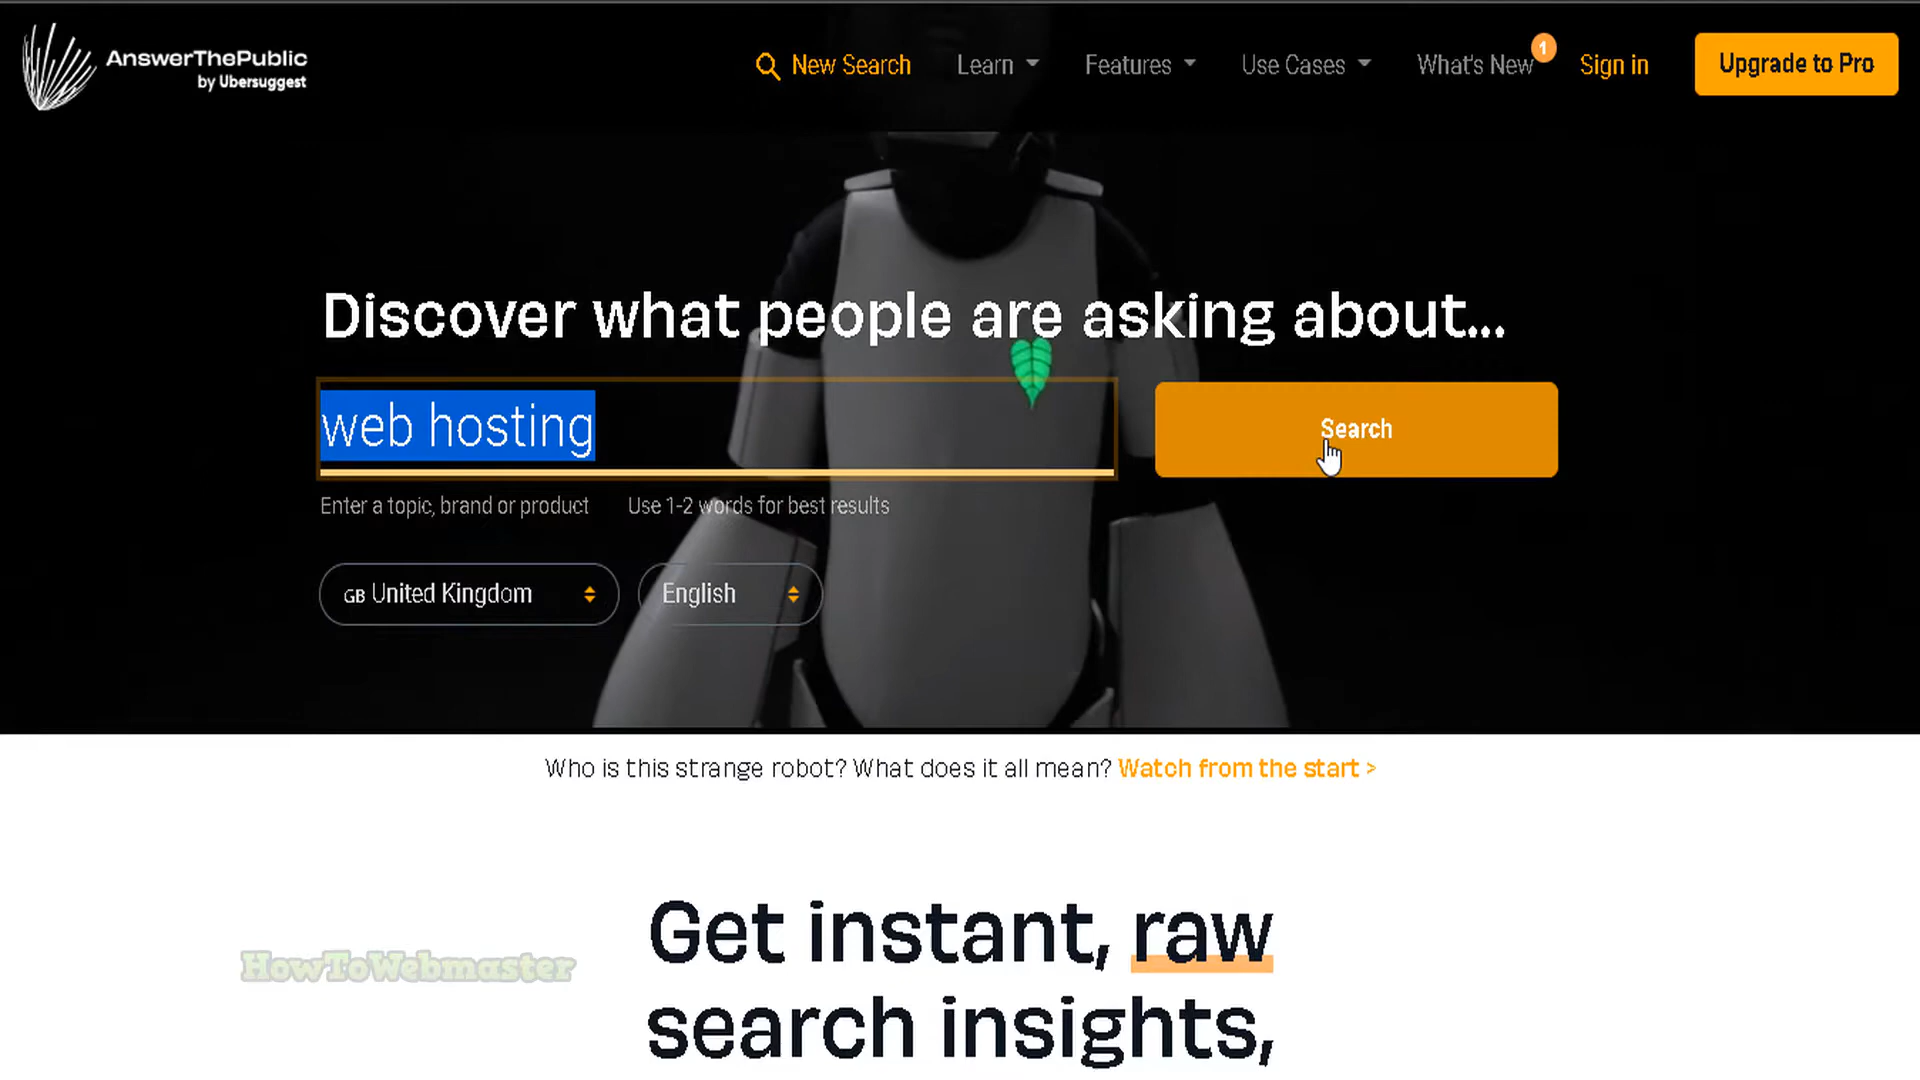 AnswerThePublic
by Ubersuggest
New Search
Learn
Features
Use Cases
What's New
1
Sign in
Upgrade to Pro
Discover what people are asking about...
web hosting
Search
Enter a topic, brand or product
Use 1-2 words for best results
GB United Kingdom
English
Who is this strange robot? What does it all mean? Watch from the start >
Get instant, raw
search insights,
HowToWebmaster